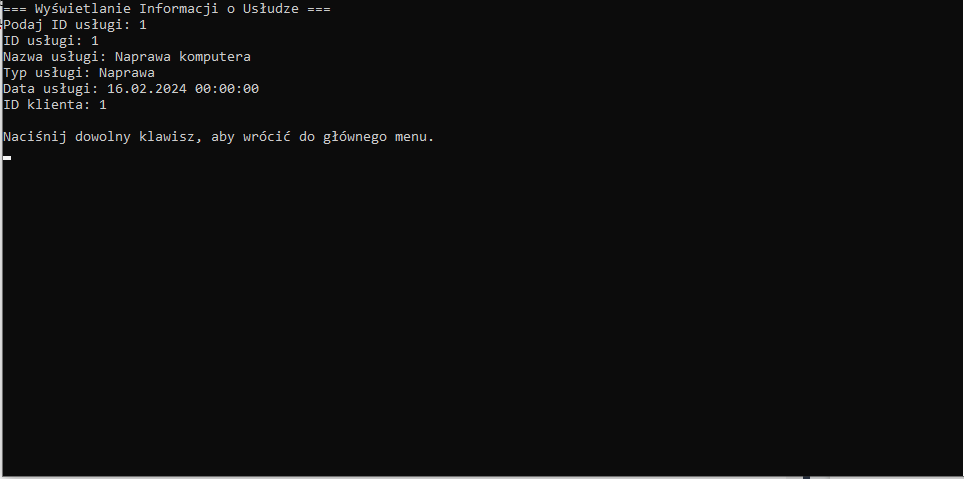 === Wyświetlanie Informacji o Usłudze ===
Podaj ID usługi: 1
ID usługi: 1
Nazwa usługi: Naprawa komputera
Typ usługi: Naprawa
Data usługi: 16.02.2024 00:00:00
ID klienta: 1
Naciśnij dowolny klawisz, aby wrócić do głównego menu.